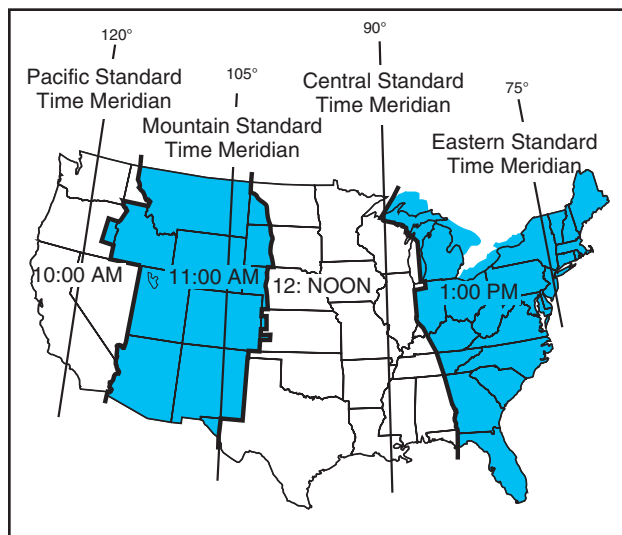 120°
Pacific Standard
Time Meridian
105°
Mountain Standard
Time Meridian
90°
Central Standard
Time Meridian
75°
Eastern Standard
Time Meridian
10:00 AM
11:00 AM
12: NOON
1:00 PM